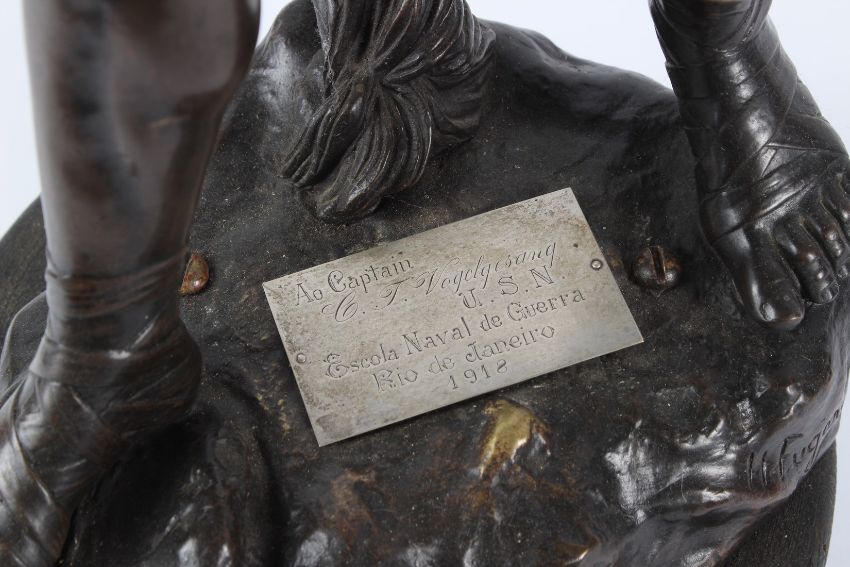 Ao Captain
C. T. Vogelgesang
U.S.N.
Escola Naval de Guerra
Rio de Janeiro
1918